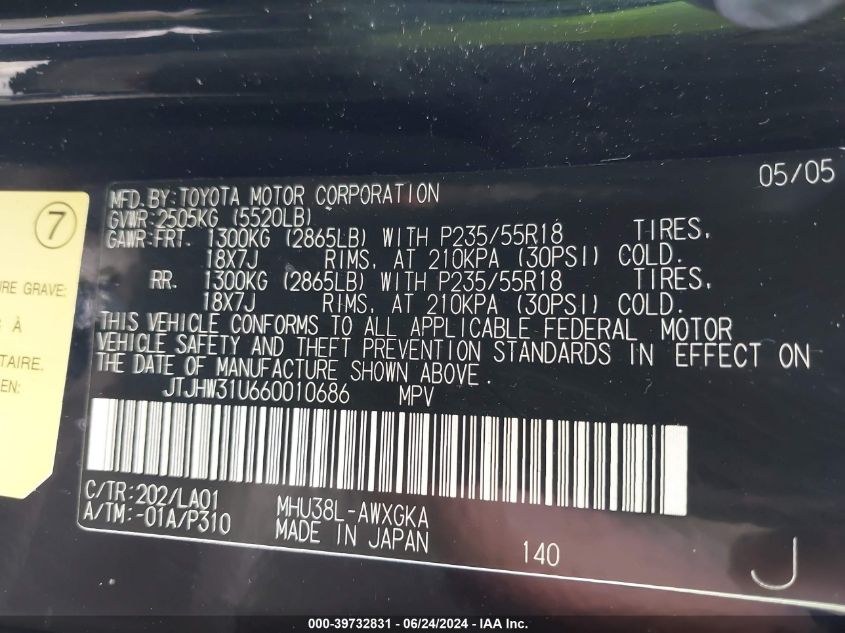 05/05
MFD. BY: TOYOTA MOTOR CORPORATION
GVWR: 2505KG (5520LB)
GAWR: FRT. 1300KG (2865LB) WITH P235/55R18 TIRES,
18X7J RIMS, AT 210KPA (30PSI) COLD.
RR. 1300KG (2865LB) WITH P235/55R18 TIRES,
18X7J RIMS, AT 210KPA (30PSI) COLD.
THIS VEHICLE CONFORMS TO ALL APPLICABLE FEDERAL MOTOR
VEHICLE SAFETY AND THEFT PREVENTION STANDARDS IN EFFECT ON
THE DATE OF MANUFACTURE SHOWN ABOVE.
JTJHW31U660010686 MPV
C/TR: 202/LA01 MHU38L-AWXGKA
A/TM: -01A/P310 MADE IN JAPAN 140 J
7
URE GRAVE
À
TAIRE.
EN:
000-39732831 - 06/24/2024 - IAA Inc.